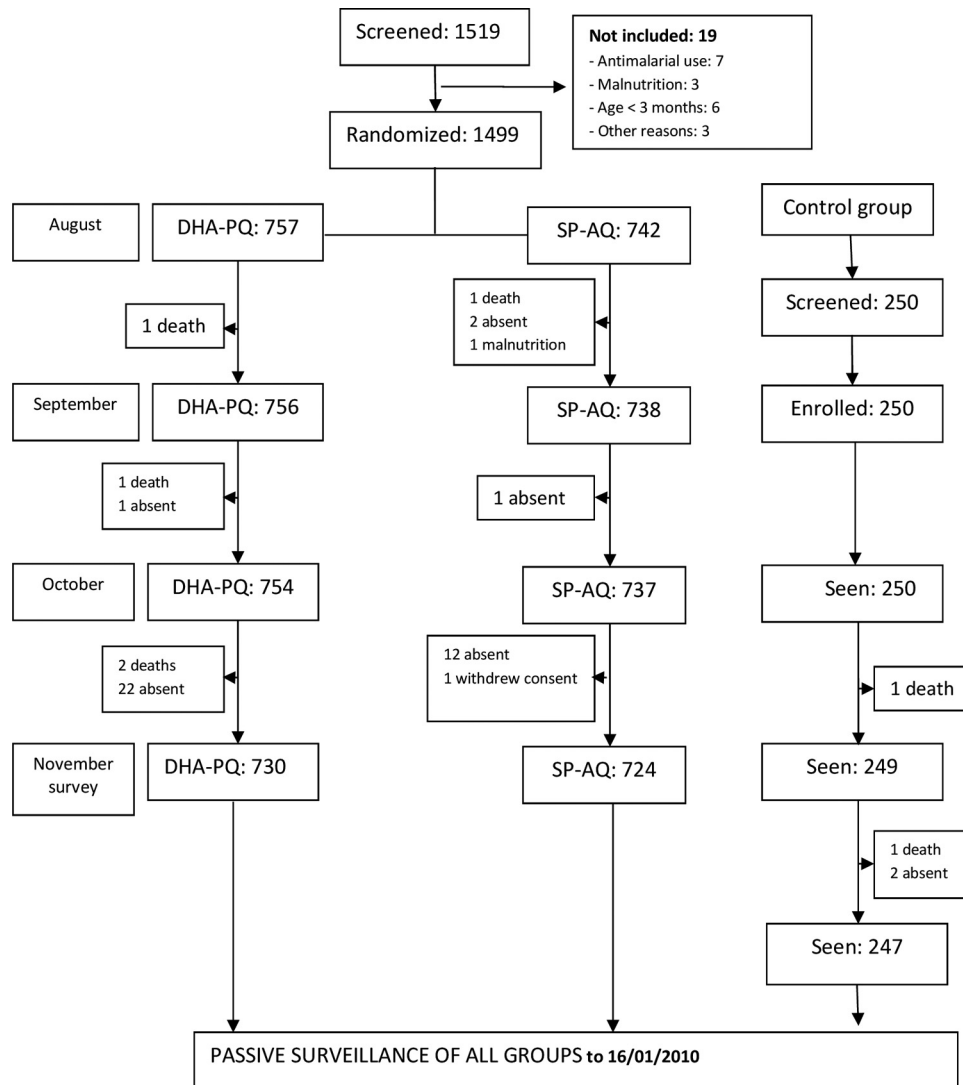 Screened: 1519
Not included: 19
- Antimalarial use: 7
- Malnutrition: 3
- Age < 3 months: 6
- Other reasons: 3
Randomized: 1499
August
DHA-PQ: 757
SP-AQ: 742
Control group
Screened: 250
1 death
1 death
2 absent
1 malnutrition
September
DHA-PQ: 756
SP-AQ: 738
Enrolled: 250
1 death
1 absent
1 absent
October
DHA-PQ: 754
SP-AQ: 737
Seen: 250
2 deaths
22 absent
12 absent
1 withdrew consent
1 death
November
survey
DHA-PQ: 730
SP-AQ: 724
Seen: 249
1 death
2 absent
Seen: 247
PASSIVE SURVEILLANCE OF ALL GROUPS to 16/01/2010